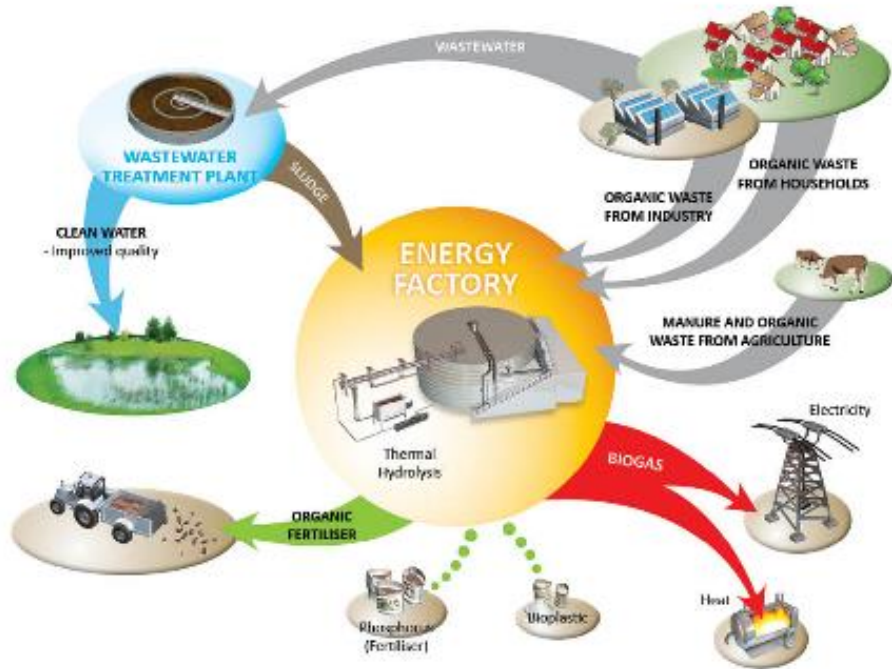 WASTEWATER
WASTEWATER
TREATMENT PLANT
SLUDGE
ORGANIC WASTE
FROM HOUSEHOLDS
ORGANIC WASTE
FROM INDUSTRY
CLEAN WATER
- Improved quality
ENERGY
FACTORY
MANURE AND ORGANIC
WASTE FROM AGRICULTURE
Thermal
Hydrolysis
Electricity
BIOGAS
ORGANIC
FERTILISER
Phosphorus
(Fertiliser)
Bioplastic
Heat